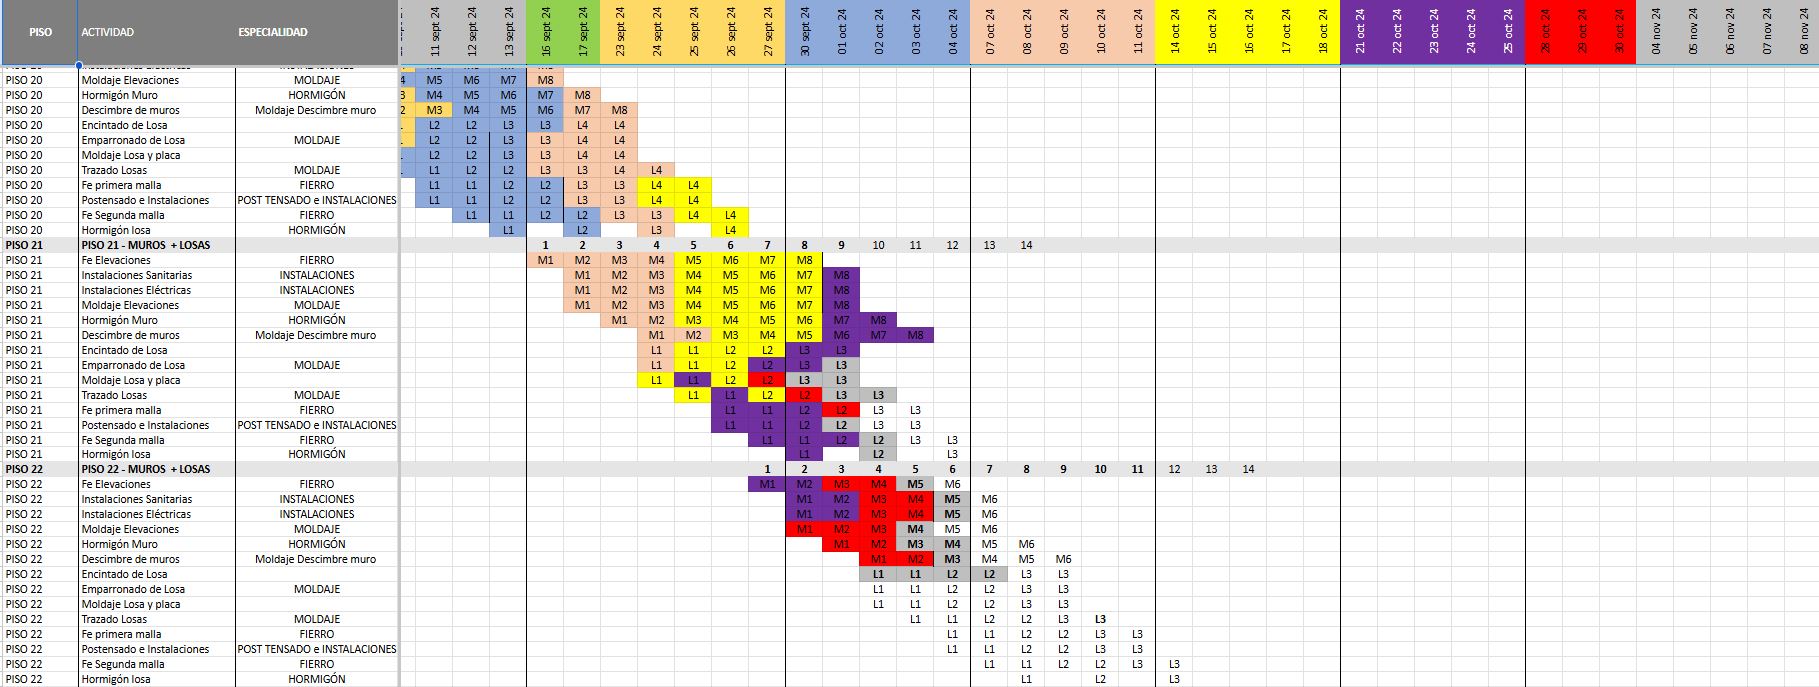 PISO ACTIVIDAD ESPECIALIDAD 11 sept 24 12 sept 24 13 sept 24 16 sept 24 17 sept 24 23 sept 24 24 sept 24 25 sept 24 26 sept 24 27 sept 24 30 sept 24 01 oct 24 02 oct 24 03 oct 24 04 oct 24 07 oct 24 08 oct 24 09 oct 24 10 oct 24 11 oct 24 14 oct 24 15 oct 24 16 oct 24 17 oct 24 18 oct 24 21 oct 24 22 oct 24 23 oct 24 24 oct 24 25 oct 24 28 oct 24 29 oct 24 30 oct 24 04 nov 24 05 nov 24 06 nov 24 07 nov 24 08 nov 24
PISO 20 Moldaje Elevaciones MOLDAJE 4 M5 M6 M7 M8
PISO 20 Hormigón Muro HORMIGÓN 3 M4 M5 M6 M7 M8
PISO 20 Descimbre de muros Moldaje Descimbre muro 2 M3 M4 M5 M6 M7 M8
PISO 20 Encintado de Losa L2 L2 L3 L3 L4 L4
PISO 20 Emparronado de Losa MOLDAJE L2 L2 L3 L3 L4 L4
PISO 20 Moldaje Losa y placa L2 L2 L3 L3 L4 L4
PISO 20 Trazado Losas MOLDAJE L1 L2 L2 L3 L3 L4 L4
PISO 20 Fe primera malla FIERRO L1 L1 L2 L2 L3 L3 L4 L4
PISO 20 Postensado e Instalaciones POST TENSADO e INSTALACIONES L1 L1 L2 L2 L3 L3 L4 L4
PISO 20 Fe Segunda malla FIERRO L1 L1 L2 L2 L3 L3 L4 L4
PISO 20 Hormigón losa HORMIGÓN L1 L2 L3 L4
PISO 21 PISO 21 - MUROS + LOSAS 1 2 3 4 5 6 7 8 9 10 11 12 13 14
PISO 21 Fe Elevaciones FIERRO M1 M2 M3 M4 M5 M6 M7 M8
PISO 21 Instalaciones Sanitarias INSTALACIONES M1 M2 M3 M4 M5 M6 M7 M8
PISO 21 Instalaciones Eléctricas INSTALACIONES M1 M2 M3 M4 M5 M6 M7 M8
PISO 21 Moldaje Elevaciones MOLDAJE M1 M2 M3 M4 M5 M6 M7 M8
PISO 21 Hormigón Muro HORMIGÓN M1 M2 M3 M4 M5 M6 M7 M8
PISO 21 Descimbre de muros Moldaje Descimbre muro M1 M2 M3 M4 M5 M6 M7 M8
PISO 21 Encintado de Losa L1 L1 L2 L2 L3 L3
PISO 21 Emparronado de Losa MOLDAJE L1 L1 L2 L2 L3 L3
PISO 21 Moldaje Losa y placa L1 L1 L2 L2 L3 L3
PISO 21 Trazado Losas MOLDAJE L1 L1 L2 L2 L3 L3
PISO 21 Fe primera malla FIERRO L1 L1 L2 L2 L3 L3
PISO 21 Postensado e Instalaciones POST TENSADO e INSTALACIONES L1 L1 L2 L2 L3 L3
PISO 21 Fe Segunda malla FIERRO L1 L1 L2 L2 L3 L3
PISO 21 Hormigón losa HORMIGÓN L1 L2 L3
PISO 22 PISO 22 - MUROS + LOSAS 1 2 3 4 5 6 7 8 9 10 11 12 13 14
PISO 22 Fe Elevaciones FIERRO M1 M2 M3 M4 M5 M6
PISO 22 Instalaciones Sanitarias INSTALACIONES M1 M2 M3 M4 M5 M6
PISO 22 Instalaciones Eléctricas INSTALACIONES M1 M2 M3 M4 M5 M6
PISO 22 Moldaje Elevaciones MOLDAJE M1 M2 M3 M4 M5 M6
PISO 22 Hormigón Muro HORMIGÓN M1 M2 M3 M4 M5 M6
PISO 22 Descimbre de muros Moldaje Descimbre muro M1 M2 M3 M4 M5 M6
PISO 22 Encintado de Losa L1 L1 L2 L2 L3 L3
PISO 22 Emparronado de Losa MOLDAJE L1 L1 L2 L2 L3 L3
PISO 22 Moldaje Losa y placa L1 L1 L2 L2 L3 L3
PISO 22 Trazado Losas MOLDAJE L1 L1 L2 L2 L3 L3
PISO 22 Fe primera malla FIERRO L1 L1 L2 L2 L3 L3
PISO 22 Postensado e Instalaciones POST TENSADO e INSTALACIONES L1 L1 L2 L2 L3 L3
PISO 22 Fe Segunda malla FIERRO L1 L1 L2 L2 L3 L3
PISO 22 Hormigón losa HORMIGÓN L1 L2 L3